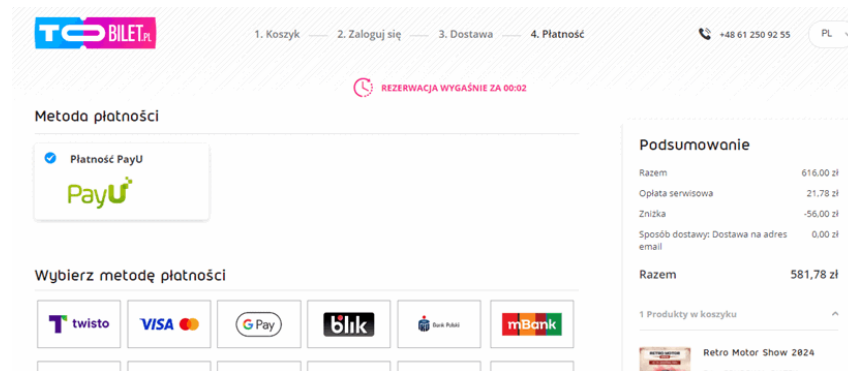 TOBILET.PL
1. Koszyk
2. Zaloguj się
3. Dostawa
4. Płatność
+48 61 250 92 55
PL
REZERWACJA WYGAŚNIE ZA 00:02
Metoda płatności
Płatność PayU
PayU
Wybierz metodę płatności
twisto
VISA
G Pay
blik
Bank Polski
mBank
Podsumowanie
Razem 616.00 zł
Opłata serwisowa 21.78 zł
Zniżka -56.00 zł
Sposób dostawy: Dostawa na adres 0,00 zł
email
Razem 581,78 zł
1 Produkty w koszyku
Retro Motor Show 2024
RETRO MOTOR